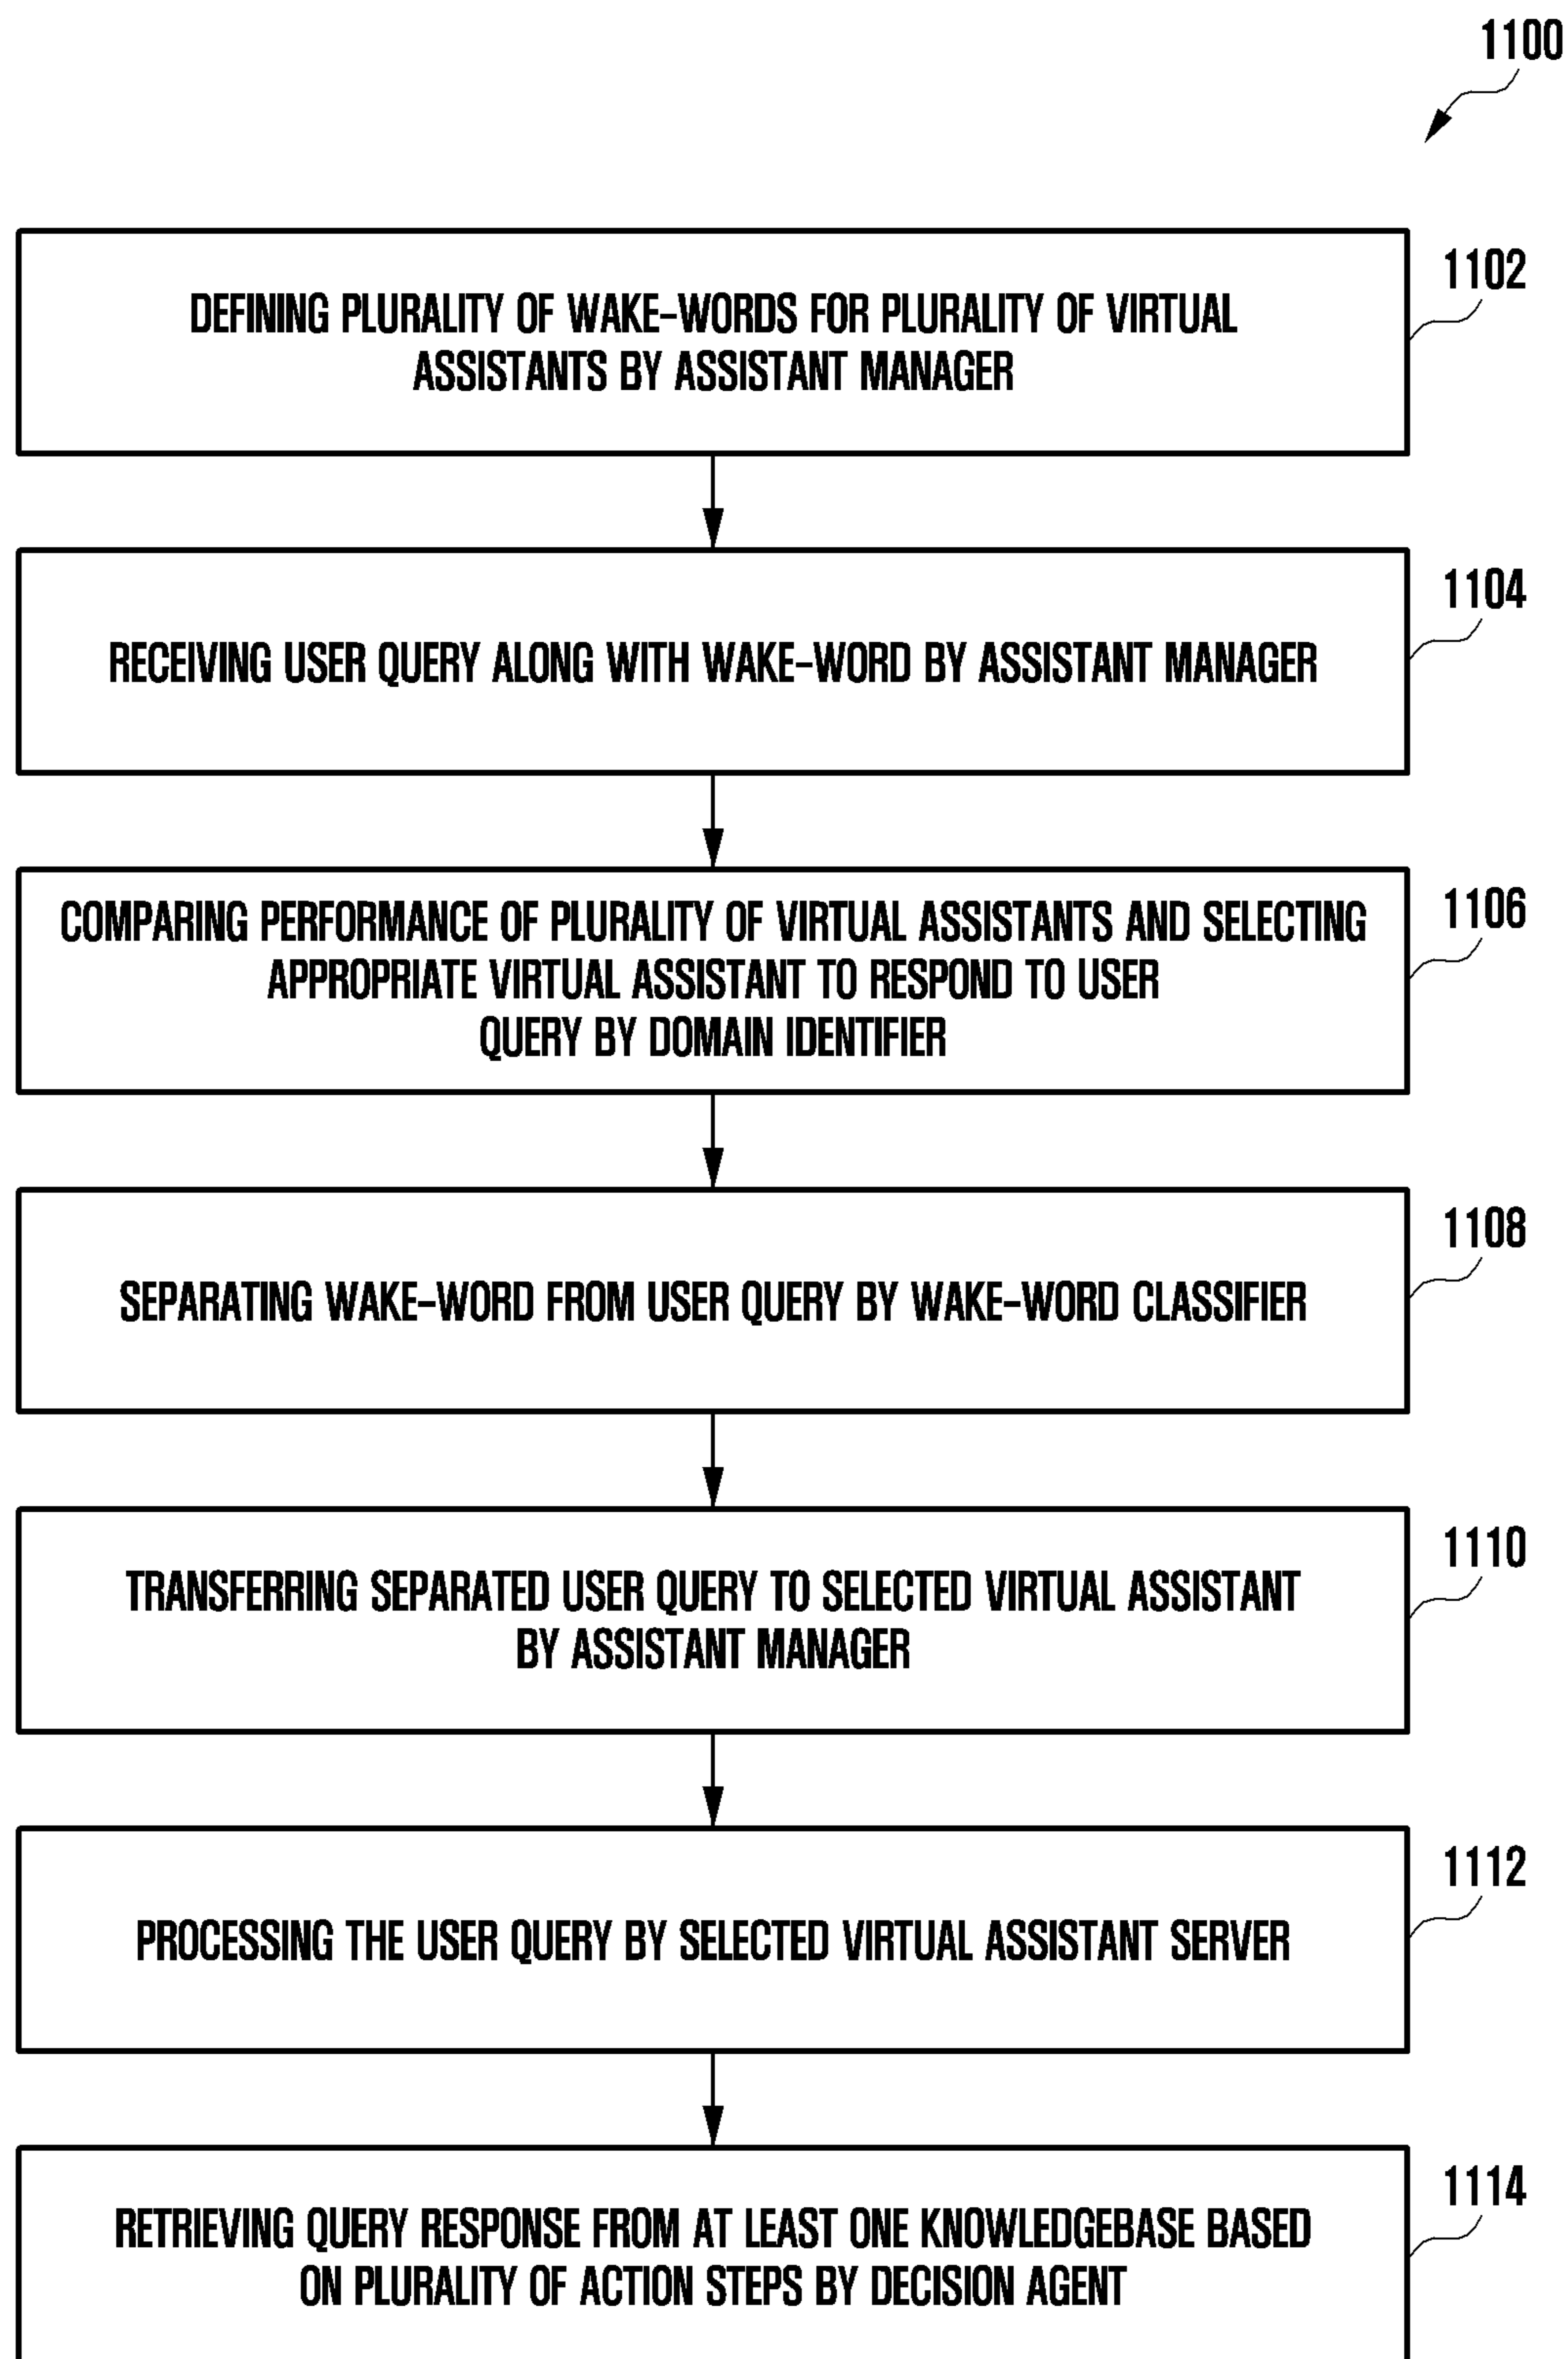 1100
1102
DEFINING PLURALITY OF WAKE-WORDS FOR PLURALITY OF VIRTUAL
ASSISTANTS BY ASSISTANT MANAGER
1104
RECEIVING USER QUERY ALONG WITH WAKE-WORD BY ASSISTANT MANAGER
1106
COMPARING PERFORMANCE OF PLURALITY OF VIRTUAL ASSISTANTS AND SELECTING
APPROPRIATE VIRTUAL ASSISTANT TO RESPOND TO USER
QUERY BY DOMAIN IDENTIFIER
1108
SEPARATING WAKE-WORD FROM USER QUERY BY WAKE-WORD CLASSIFIER
1110
TRANSFERRING SEPARATED USER QUERY TO SELECTED VIRTUAL ASSISTANT
BY ASSISTANT MANAGER
1112
PROCESSING THE USER QUERY BY SELECTED VIRTUAL ASSISTANT SERVER
1114
RETRIEVING QUERY RESPONSE FROM AT LEAST ONE KNOWLEDGEBASE BASED
ON PLURALITY OF ACTION STEPS BY DECISION AGENT